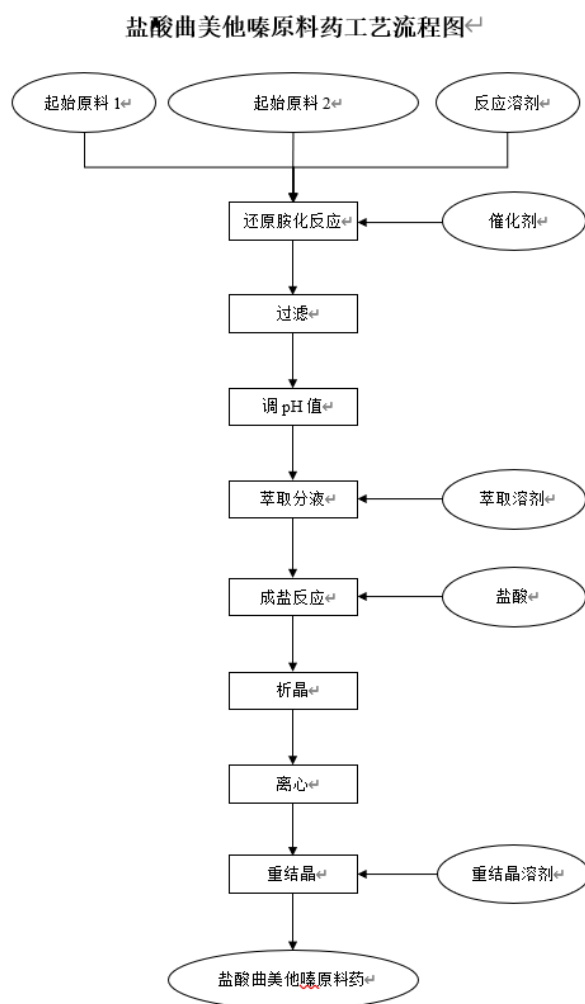 盐酸曲美他嗪原料药工艺流程图
起始原料 1
起始原料 2
反应溶剂
还原胺化反应
催化剂
过滤
调 pH 值
萃取分液
萃取溶剂
成盐反应
盐酸
析晶
离心
重结晶
重结晶溶剂
盐酸曲美他嗪原料药